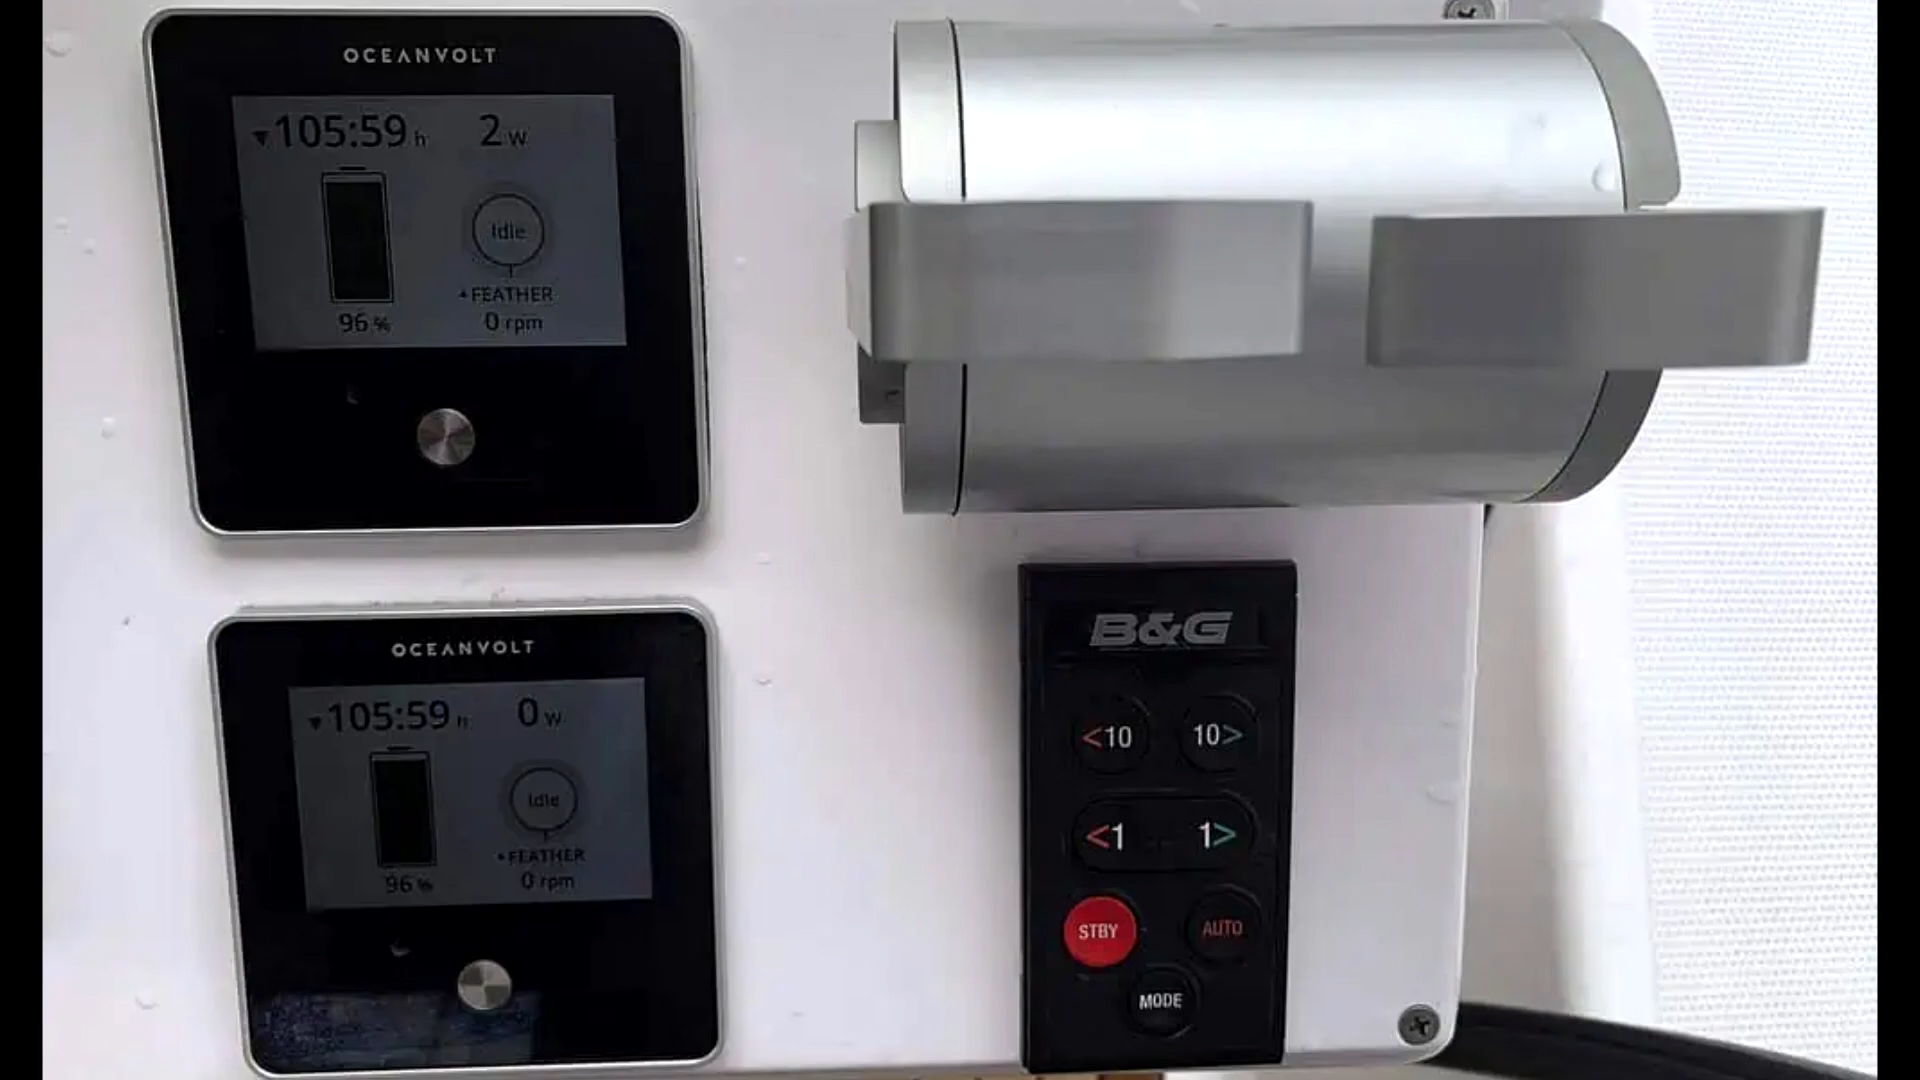 OCEANVOLT
▼105:59 h 2 W
Idle
▲FEATHER
96 % 0 rpm
OCEANVOLT
▼105:59 h 0 W
Idle
▲FEATHER
96 % 0 rpm
B&G
<10 10>
<1 1>
STBY AUTO
MODE